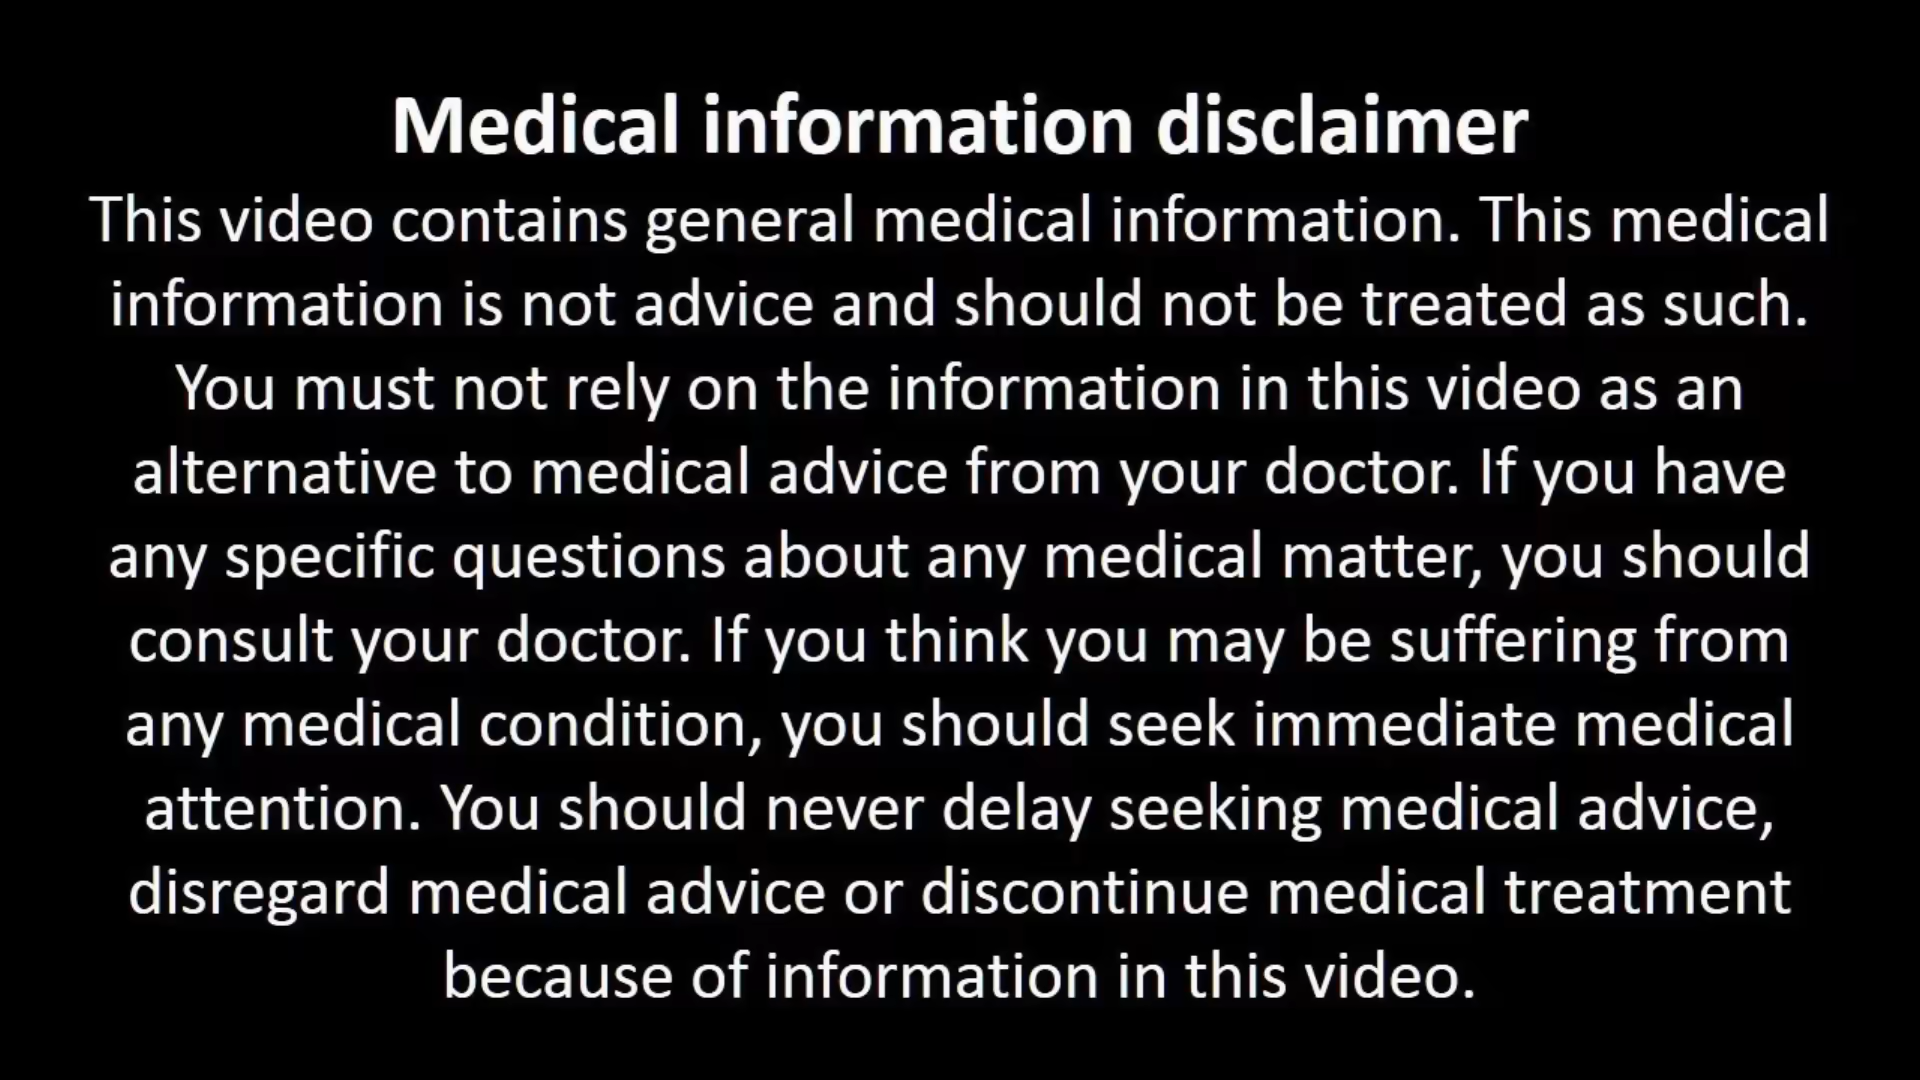 Medical information disclaimer
This video contains general medical information. This medical
information is not advice and should not be treated as such.
You must not rely on the information in this video as an
alternative to medical advice from your doctor. If you have
any specific questions about any medical matter, you should
consult your doctor. If you think you may be suffering from
any medical condition, you should seek immediate medical
attention. You should never delay seeking medical advice,
disregard medical advice or discontinue medical treatment
because of information in this video.